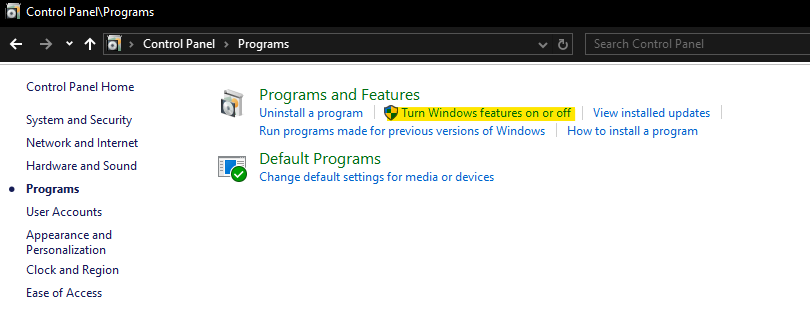 Control Panel\Programs
Control Panel > Programs
Search Control Panel
Control Panel Home
System and Security
Network and Internet
Hardware and Sound
Programs
User Accounts
Appearance and
Personalization
Clock and Region
Ease of Access
Programs and Features
Uninstall a program
Turn Windows features on or off
View installed updates
Run programs made for previous versions of Windows
How to install a program
Default Programs
Change default settings for media or devices